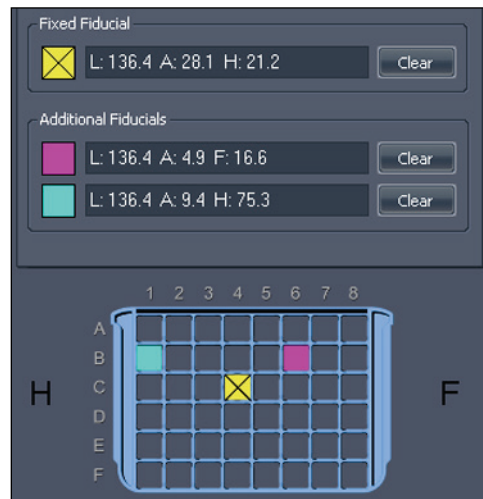 Fixed Fiducial
L: 136.4 A: 28.1 H: 21.2 Clear
Additional Fiducials
L: 136.4 A: 4.9 F: 16.6 Clear
L: 136.4 A: 9.4 H: 75.3 Clear
1 2 3 4 5 6 7 8
A
B
H C F
D
E
F